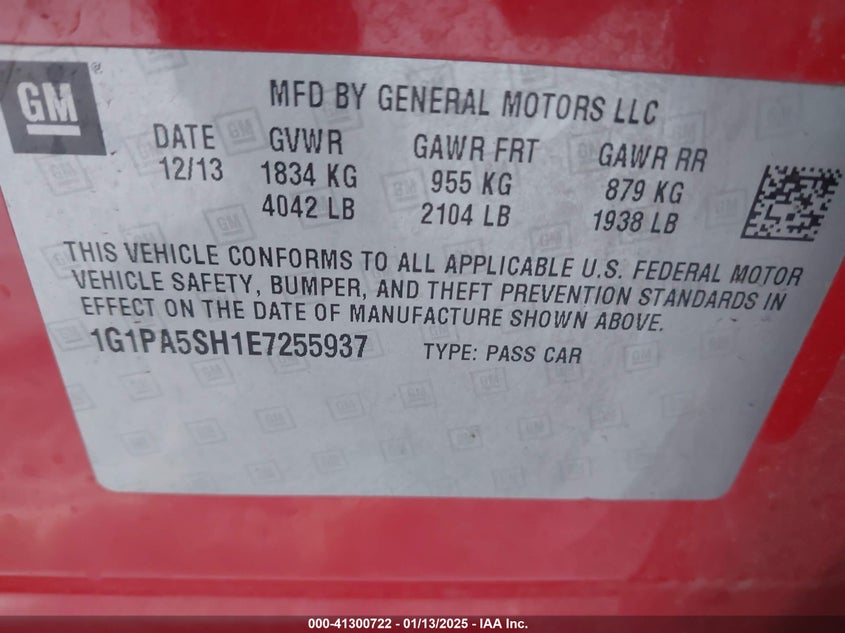 GM
®
MFD BY GENERAL MOTORS LLC
DATE GVWR GAWR FRT GAWR RR
12/13 1834 KG 955 KG 879 KG
4042 LB 2104 LB 1938 LB
THIS VEHICLE CONFORMS TO ALL APPLICABLE U.S. FEDERAL MOTOR
VEHICLE SAFETY, BUMPER, AND THEFT PREVENTION STANDARDS IN
EFFECT ON THE DATE OF MANUFACTURE SHOWN ABOVE.
1G1PA5SH1E7255937 TYPE: PASS CAR
000-41300722 — 01/13/2025 — IAA Inc.